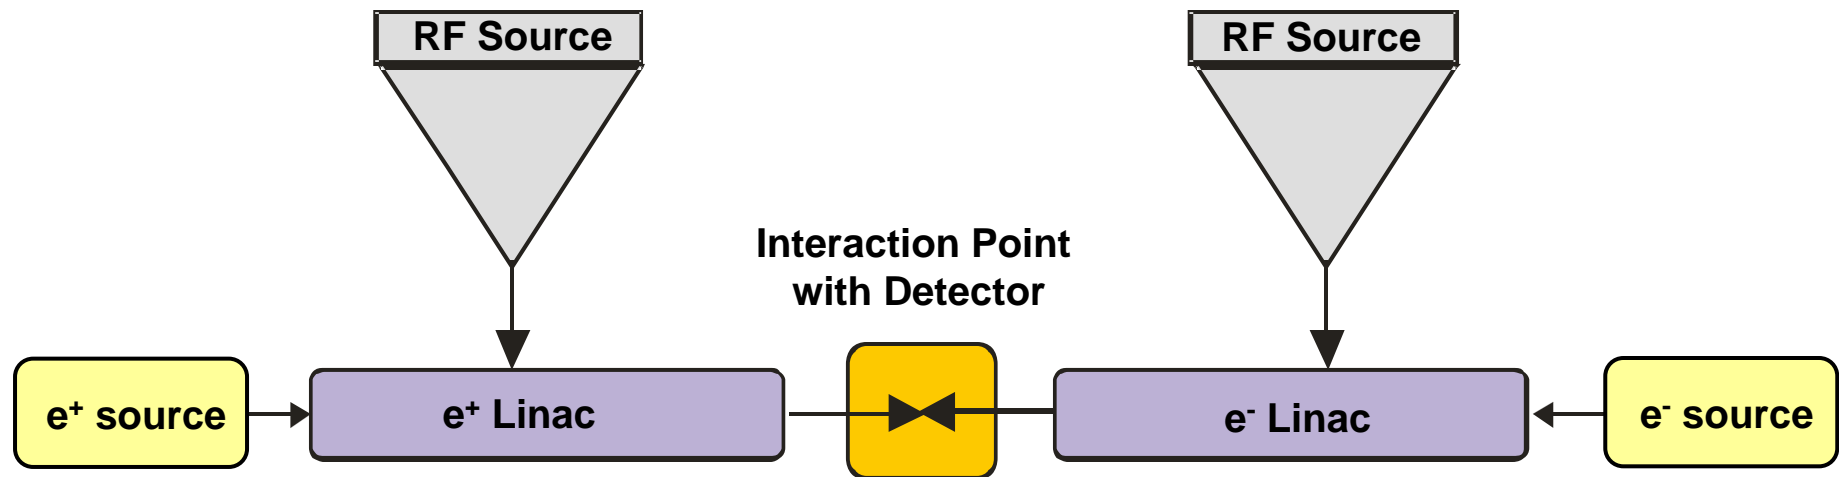 RF Source
RF Source
Interaction Point
with Detector
e⁺ source
e⁺ Linac
e⁻ Linac
e⁻ source